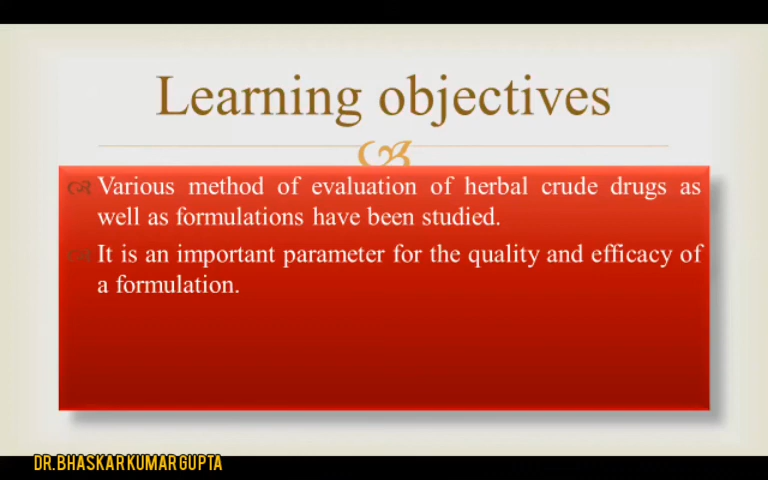 Learning objectives
Various method of evaluation of herbal crude drugs as
well as formulations have been studied.
It is an important parameter for the quality and efficacy of
a formulation.
DR.BHASKAR KUMAR GUPTA